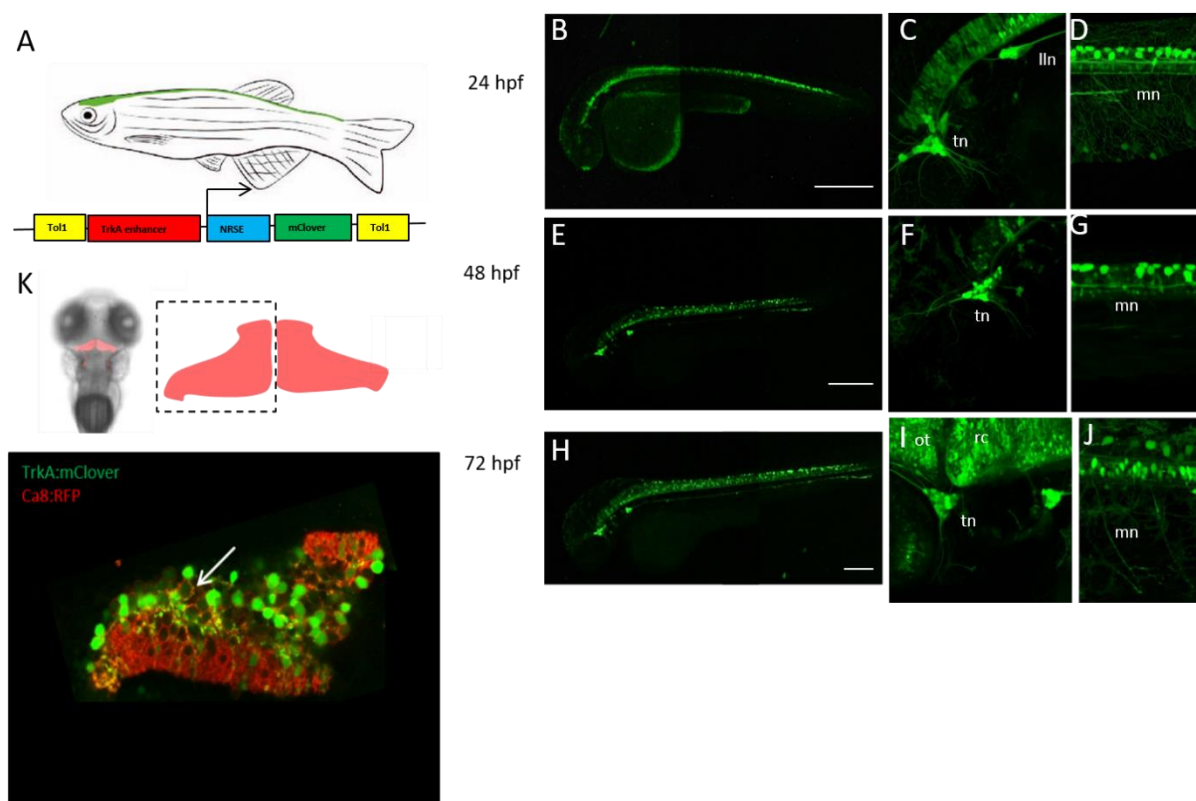 A
Tol1 TrkA enhancer NRSE mClover Tol1
K
TrkA:mClover
Ca8:RFP
24 hpf
B
C
lln
tn
D
mn
48 hpf
E
F
tn
G
mn
72 hpf
H
I
ot
rc
tn
J
mn